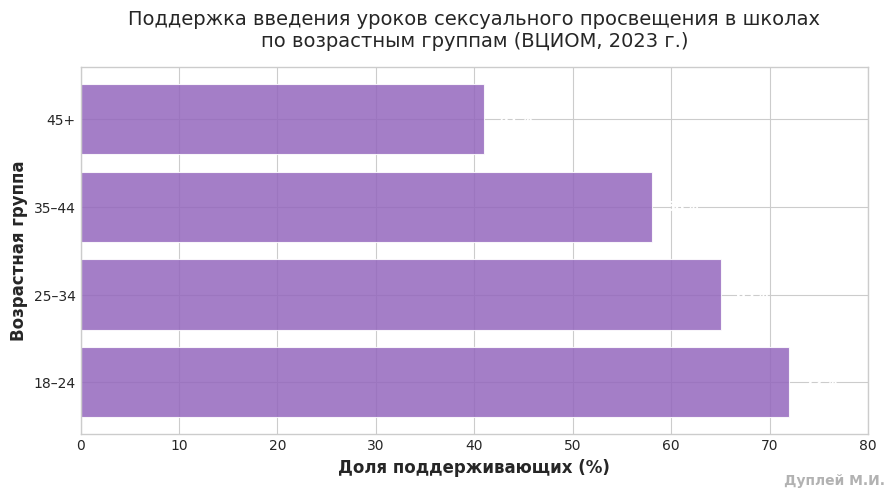 Поддержка введения уроков сексуального просвещения в школах
по возрастным группам (ВЦИОМ, 2023 г.)
Возрастная группа
45+
35–44
25–34
18–24
0 10 20 30 40 50 60 70 80
Доля поддерживающих (%)
Дуплей М.И.